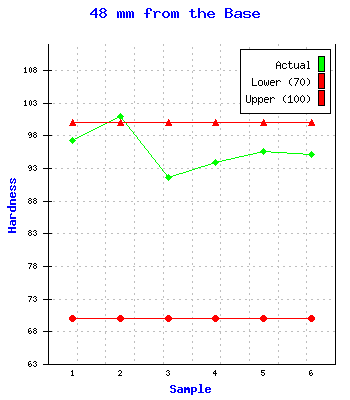 48 mm from the Base
Actual
Lower (70)
Upper (100)
108
103
98
93
88
83
78
73
68
63
Hardness
1 2 3 4 5 6
Sample